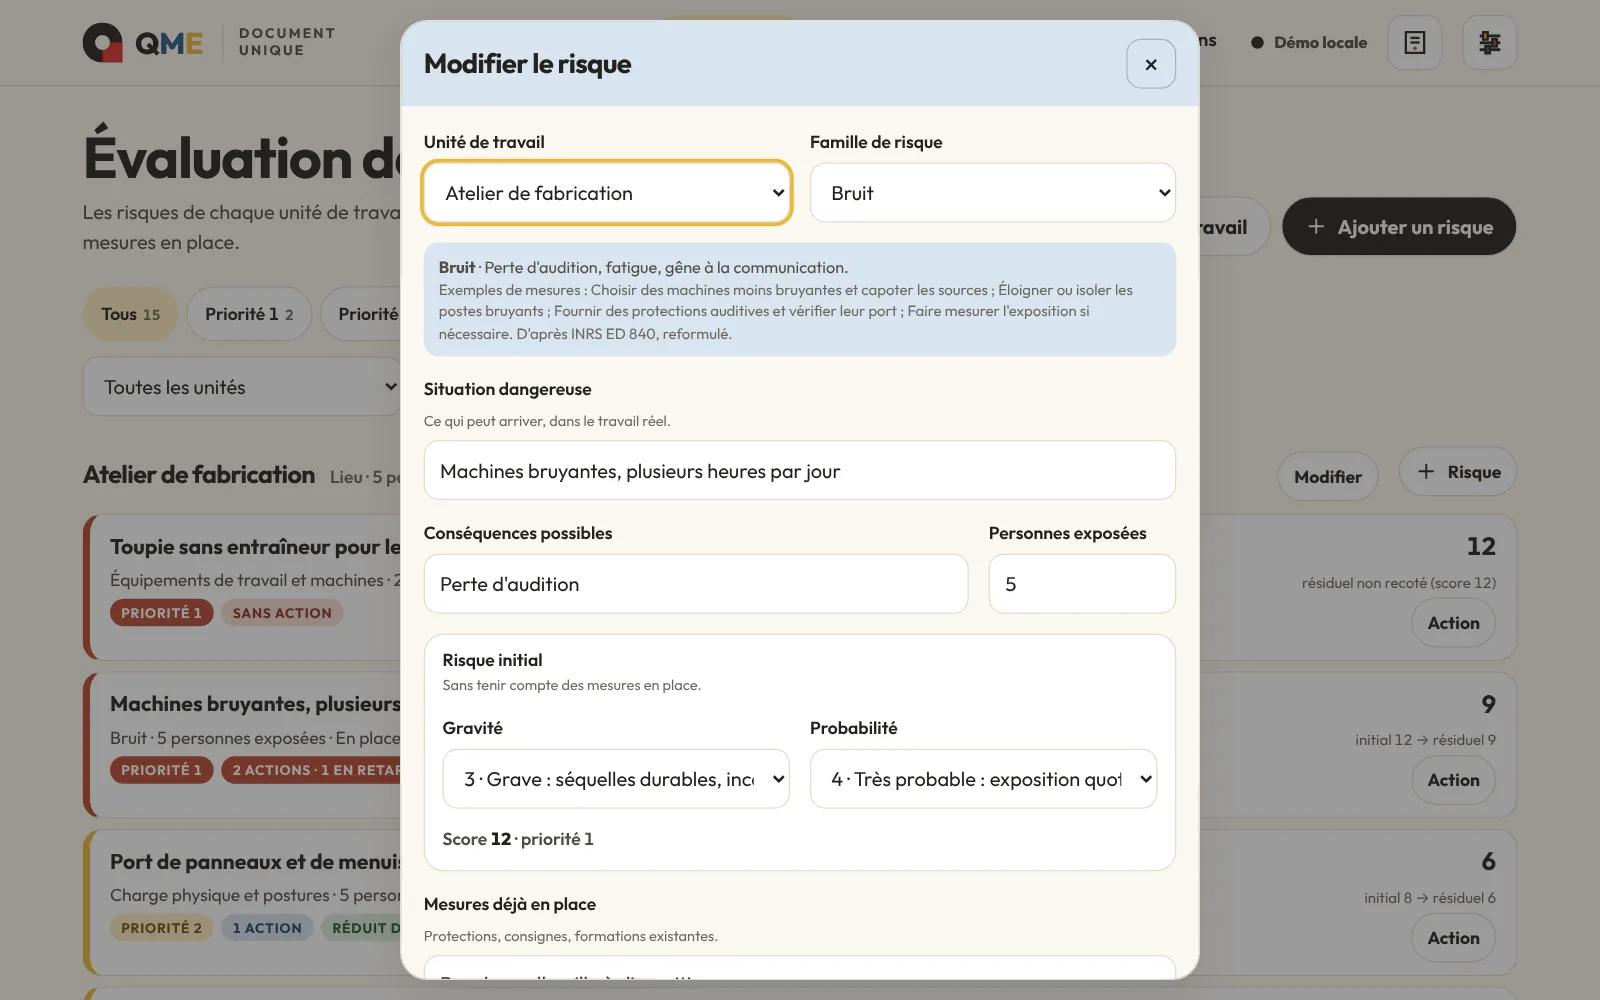 QME
DOCUMENT
UNIQUE
ns
Démo locale
Évaluation d
Les risques de chaque unité de trava
mesures en place.
ravail
+ Ajouter un risque
Tous 15
Priorité 1 2
Priorité
Toutes les unités
Atelier de fabrication Lieu · 5 pe
Modifier
+ Risque
Toupie sans entraîneur pour le
Équipements de travail et machines · 2
PRIORITÉ 1
SANS ACTION
12
résiduel non recoté (score 12)
Action
Machines bruyantes, plusieurs
Bruit · 5 personnes exposées · En place
PRIORITÉ 1
2 ACTIONS · 1 EN RETAR
9
initial 12 → résiduel 9
Action
Port de panneaux et de menuis
Charge physique et postures · 5 person
PRIORITÉ 2
1 ACTION
RÉDUIT D
6
initial 8 → résiduel 6
Action
Modifier le risque
×
Unité de travail
Atelier de fabrication
Famille de risque
Bruit
Bruit · Perte d'audition, fatigue, gêne à la communication.
Exemples de mesures : Choisir des machines moins bruyantes et capoter les sources ; Éloigner ou isoler les
postes bruyants ; Fournir des protections auditives et vérifier leur port ; Faire mesurer l'exposition si
nécessaire. D'après INRS ED 840, reformulé.
Situation dangereuse
Ce qui peut arriver, dans le travail réel.
Machines bruyantes, plusieurs heures par jour
Conséquences possibles
Perte d'audition
Personnes exposées
5
Risque initial
Sans tenir compte des mesures en place.
Gravité
3 · Grave : séquelles durables, inc
Probabilité
4 · Très probable : exposition quot
Score 12 · priorité 1
Mesures déjà en place
Protections, consignes, formations existantes.